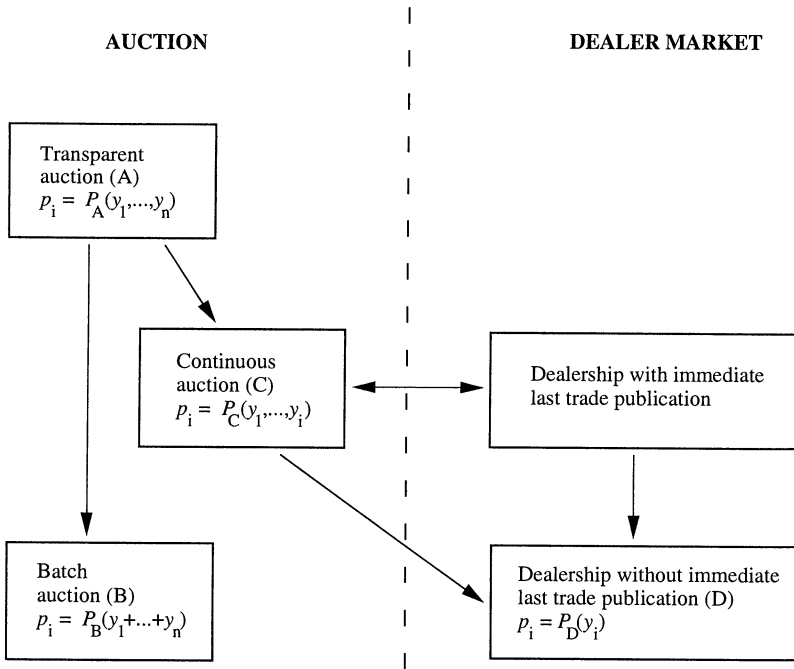 AUCTION
DEALER MARKET
Transparent
auction (A)
pᵢ = P_A(y₁,...,yₙ)
Continuous
auction (C)
pᵢ = P_C(y₁,...,yᵢ)
Dealership with immediate
last trade publication
Batch
auction (B)
pᵢ = P_B(y₁+...+yₙ)
Dealership without immediate
last trade publication (D)
pᵢ = P_D(yᵢ)